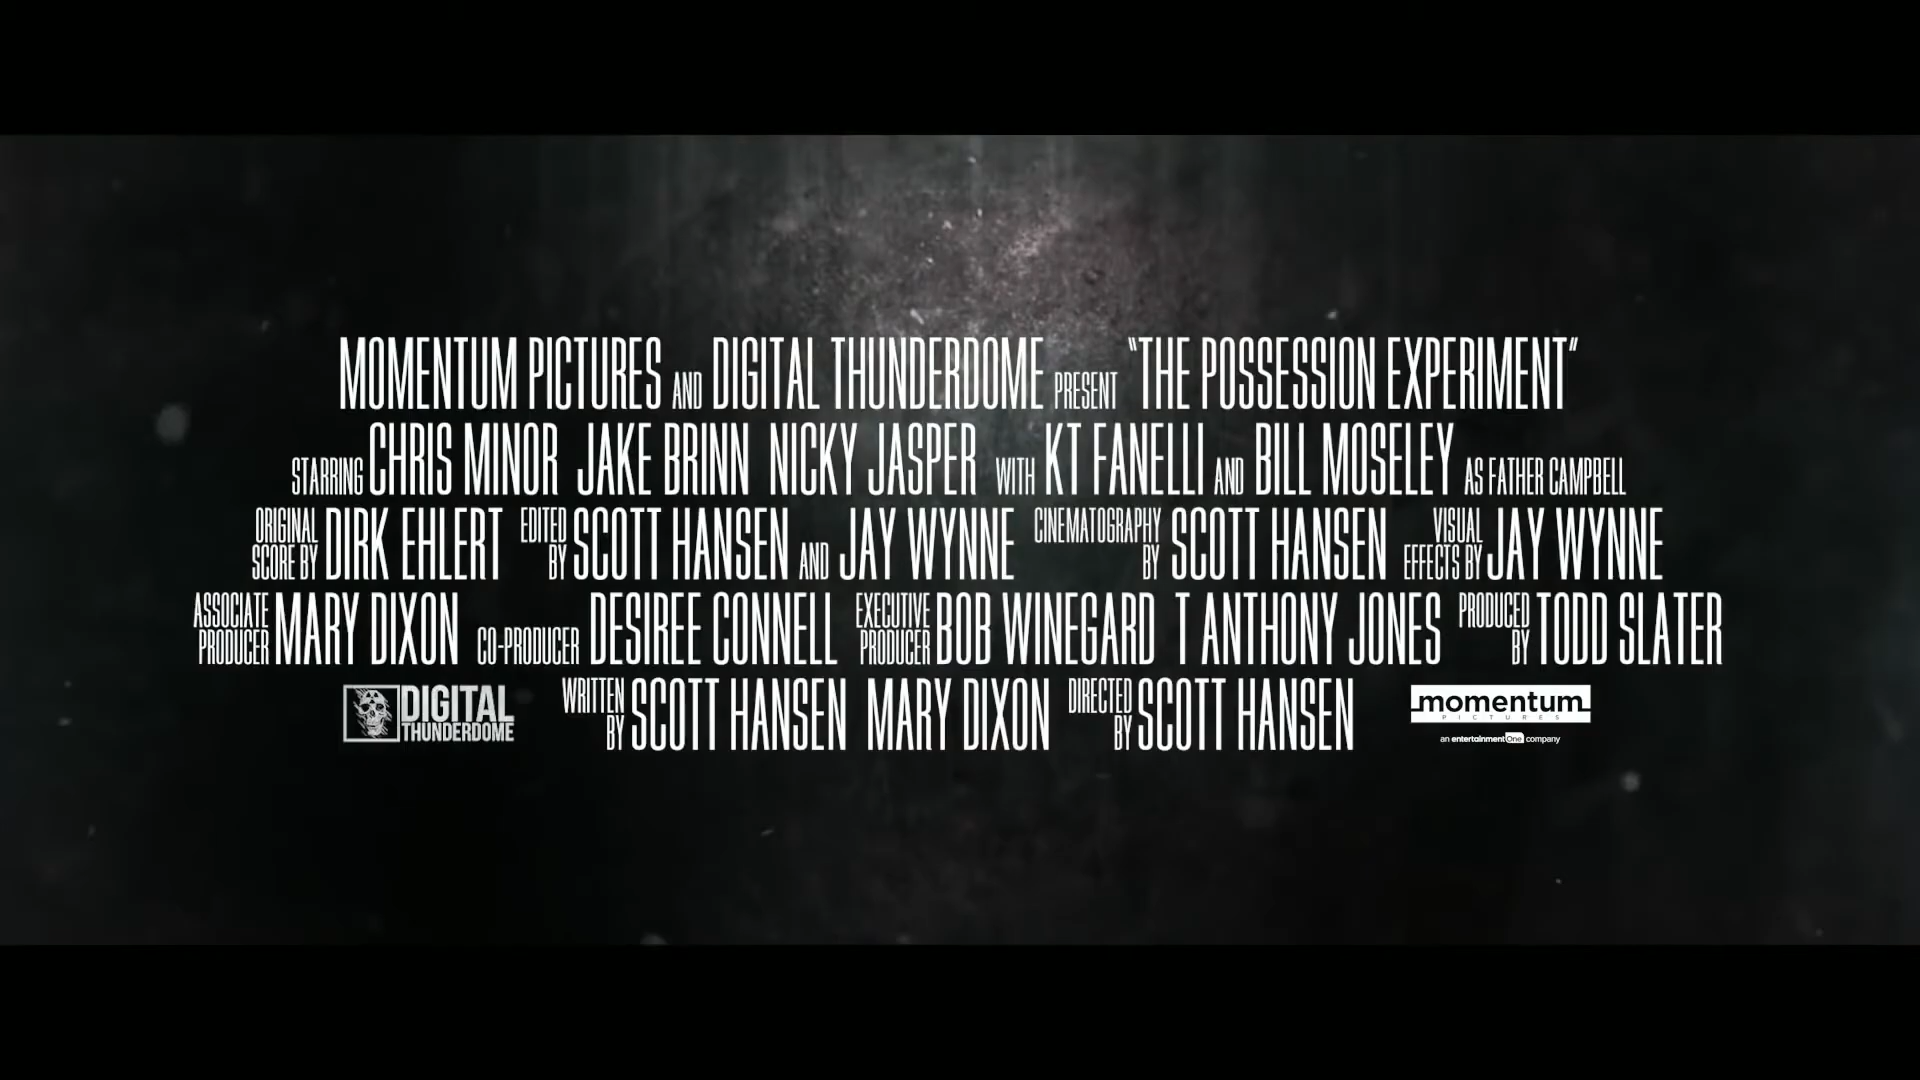 MOMENTUM PICTURES AND DIGITAL THUNDERDOME PRESENT "THE POSSESSION EXPERIMENT"
STARRING CHRIS MINOR JAKE BRINN NICKY JASPER WITH KT FANELLI AND BILL MOSELEY AS FATHER CAMPBELL
ORIGINAL SCORE BY DIRK EHLERT EDITED BY SCOTT HANSEN AND JAY WYNNE CINEMATOGRAPHY BY SCOTT HANSEN VISUAL EFFECTS BY JAY WYNNE
ASSOCIATE PRODUCER MARY DIXON CO-PRODUCER DESIREE CONNELL EXECUTIVE PRODUCER BOB WINEGARD T ANTHONY JONES PRODUCED BY TODD SLATER
DIGITAL THUNDERDOME WRITTEN BY SCOTT HANSEN MARY DIXON DIRECTED BY SCOTT HANSEN momentum PICTURES
an entertainmentOne company